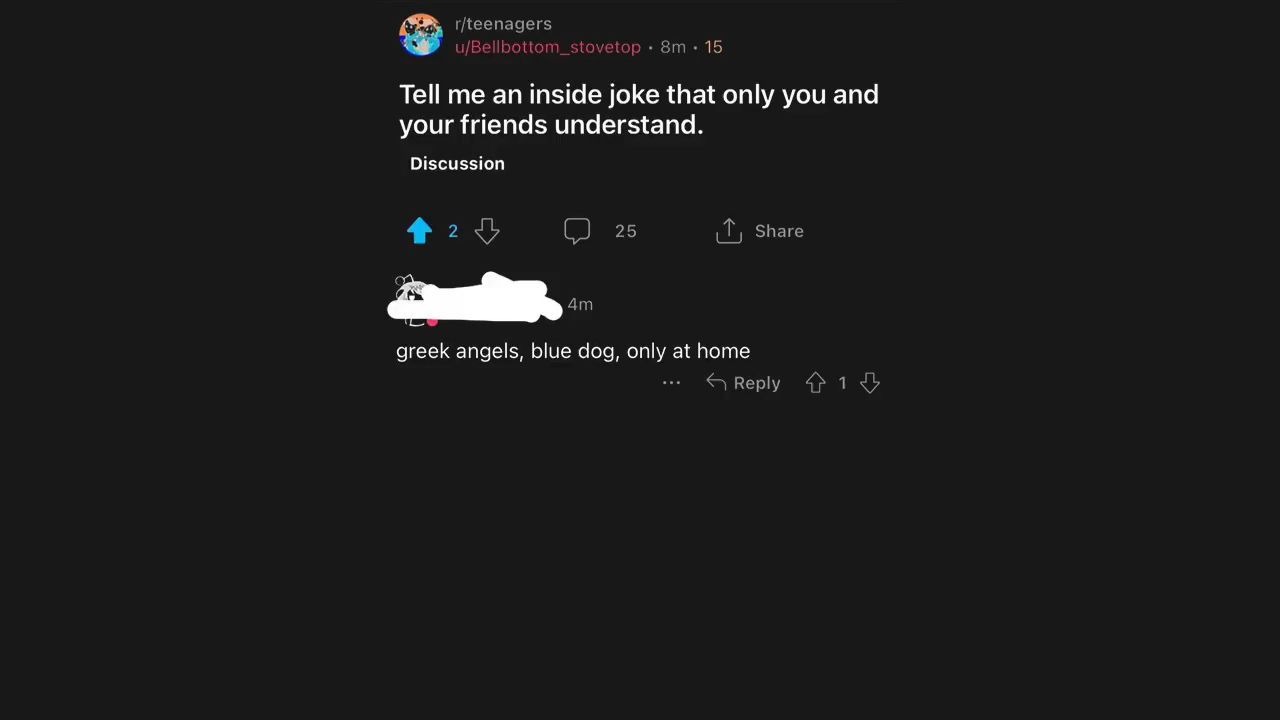 r/teenagers
u/Bellbottom_stovetop • 8m • 15
Tell me an inside joke that only you and
your friends understand.
Discussion
2
25
Share
4m
greek angels, blue dog, only at home
... Reply 1